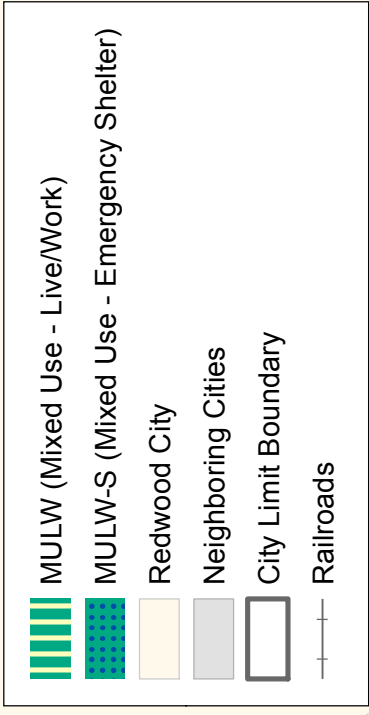 MULW (Mixed Use - Live/Work)
MULW-S (Mixed Use - Emergency Shelter)
Redwood City
Neighboring Cities
City Limit Boundary
Railroads